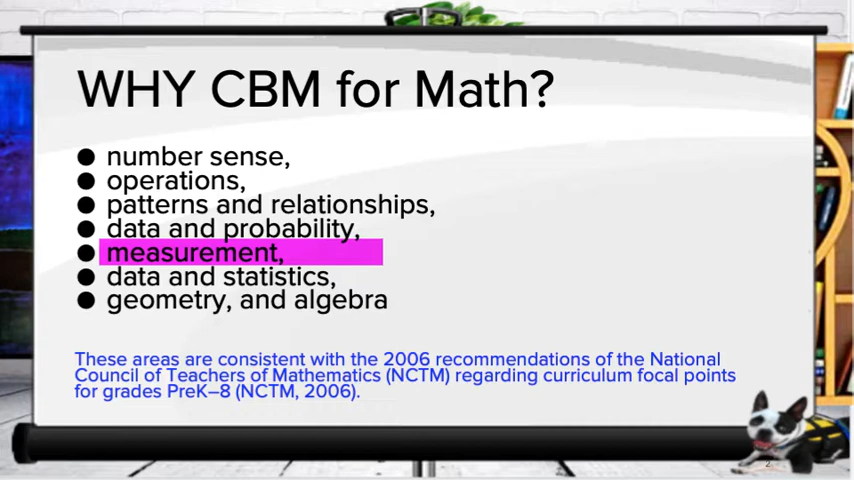 WHY CBM for Math?
● number sense,
● operations,
● patterns and relationships,
● data and probability,
● measurement,
● data and statistics,
● geometry, and algebra
These areas are consistent with the 2006 recommendations of the National
Council of Teachers of Mathematics (NCTM) regarding curriculum focal points
for grades PreK–8 (NCTM, 2006).
2